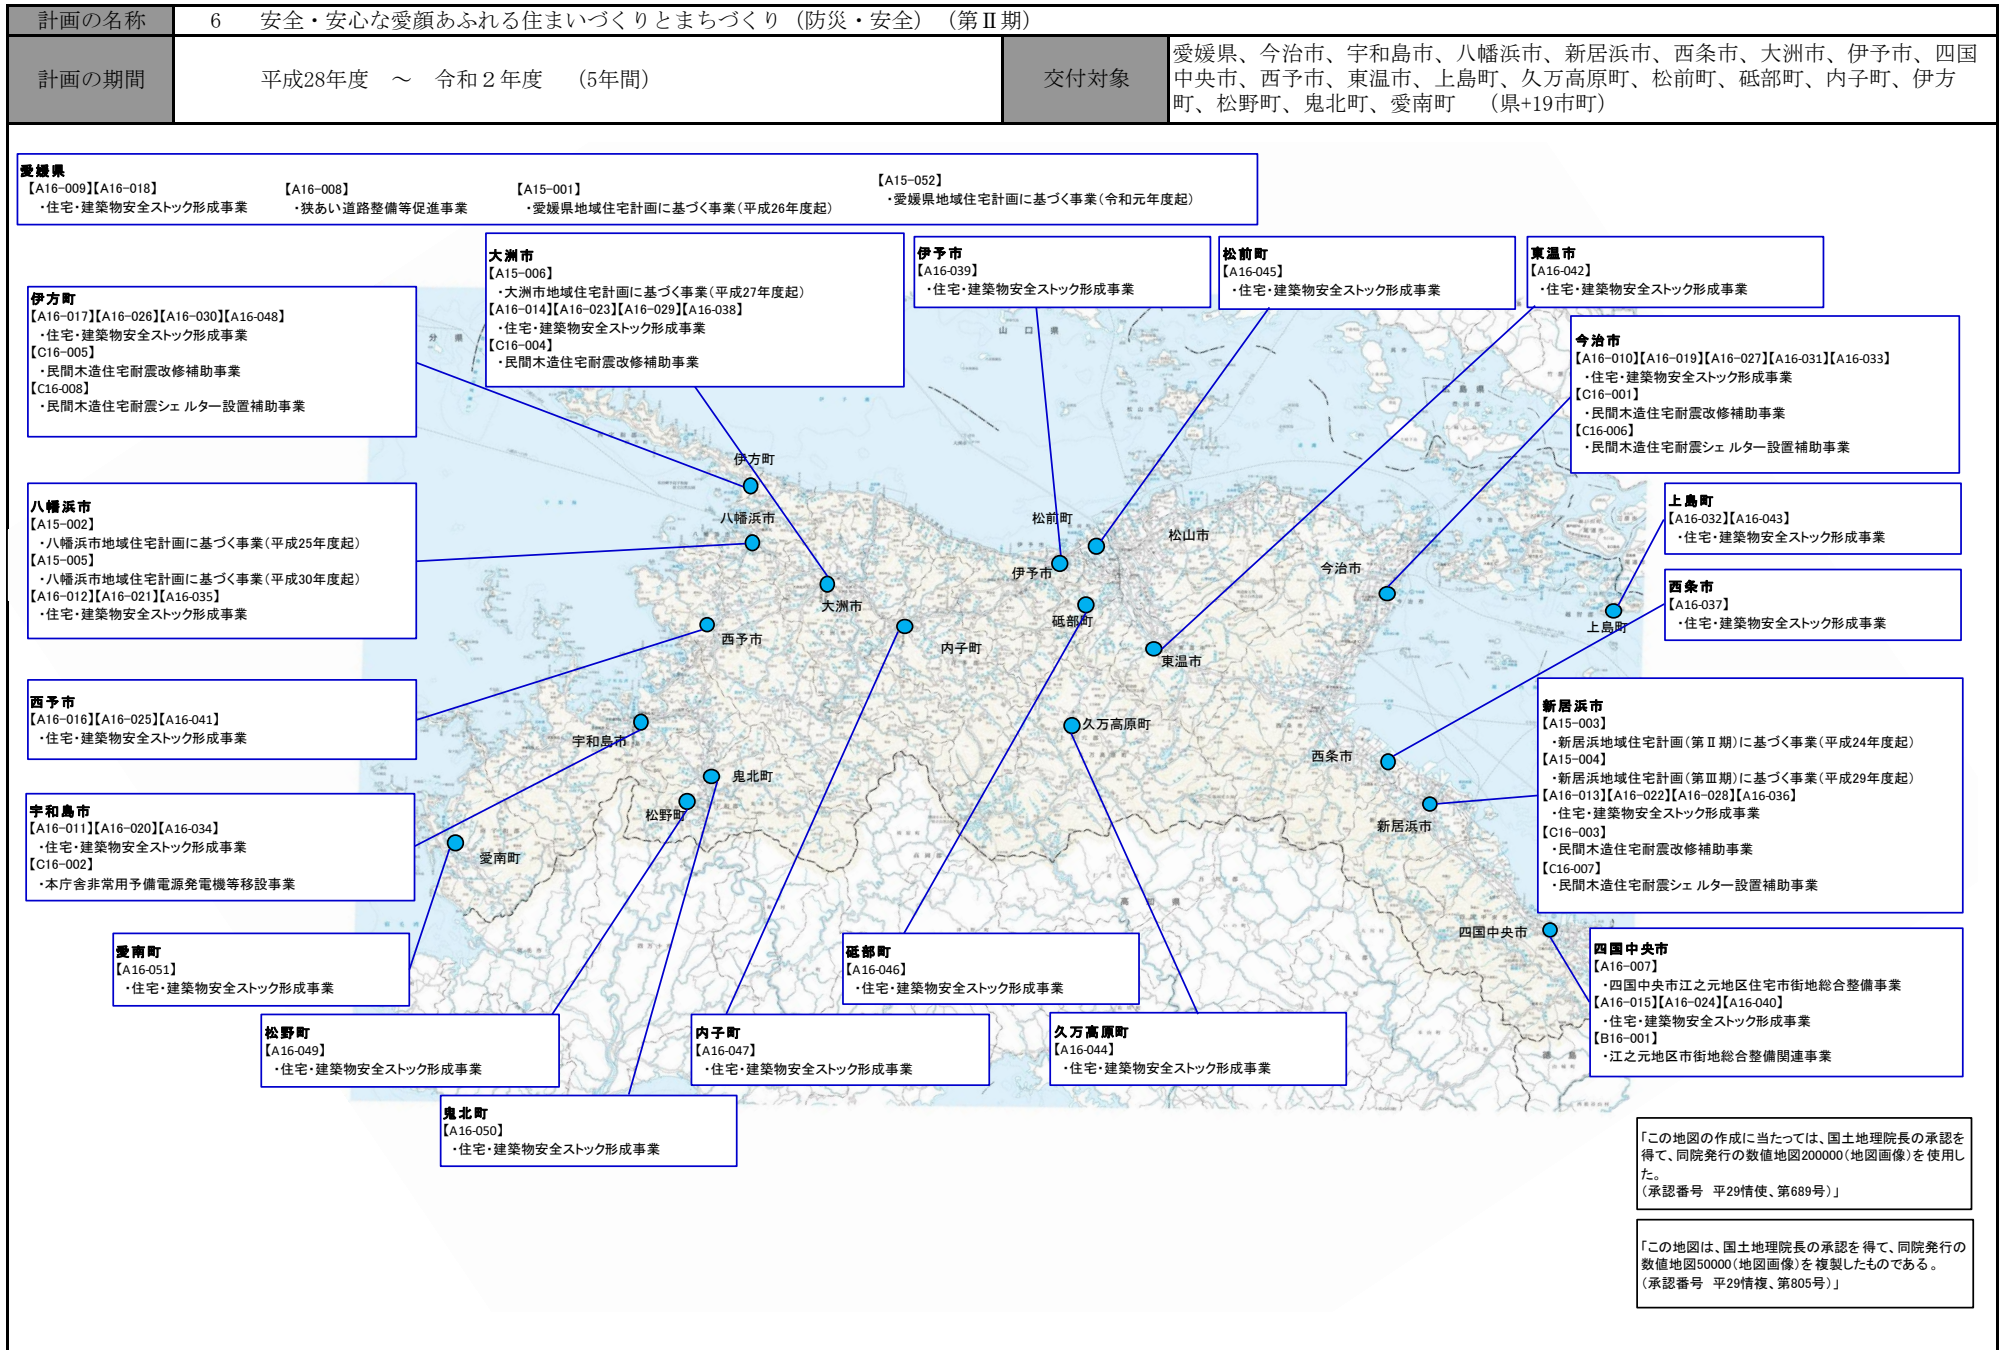 計画の名称
6　安全・安心な愛顔あふれる住まいづくりとまちづくり（防災・安全）（第Ⅱ期）
計画の期間
平成28年度　～　令和２年度　（5年間）
交付対象
愛媛県、今治市、宇和島市、八幡浜市、新居浜市、西条市、大洲市、伊予市、四国
中央市、西予市、東温市、上島町、久万高原町、松前町、砥部町、内子町、伊方
町、松野町、鬼北町、愛南町　（県+19市町）
愛媛県
【A16-009】【A16-018】
・住宅・建築物安全ストック形成事業
【A16-008】
・狭あい道路整備等促進事業
【A15-001】
・愛媛県地域住宅計画に基づく事業（平成26年度起）
【A15-052】
・愛媛県地域住宅計画に基づく事業（令和元年度起）
大洲市
【A15-006】
・大洲市地域住宅計画に基づく事業（平成27年度起）
【A16-014】【A16-023】【A16-029】【A16-038】
・住宅・建築物安全ストック形成事業
【C16-004】
・民間木造住宅耐震改修補助事業
伊予市
【A16-039】
・住宅・建築物安全ストック形成事業
松前町
【A16-045】
・住宅・建築物安全ストック形成事業
東温市
【A16-042】
・住宅・建築物安全ストック形成事業
伊方町
【A16-017】【A16-026】【A16-030】【A16-048】
・住宅・建築物安全ストック形成事業
【C16-005】
・民間木造住宅耐震改修補助事業
【C16-008】
・民間木造住宅耐震シェルター設置補助事業
今治市
【A16-010】【A16-019】【A16-027】【A16-031】【A16-033】
・住宅・建築物安全ストック形成事業
【C16-001】
・民間木造住宅耐震改修補助事業
【C16-006】
・民間木造住宅耐震シェルター設置補助事業
八幡浜市
【A15-002】
・八幡浜市地域住宅計画に基づく事業（平成25年度起）
【A15-005】
・八幡浜市地域住宅計画に基づく事業（平成30年度起）
【A16-012】【A16-021】【A16-035】
・住宅・建築物安全ストック形成事業
上島町
【A16-032】【A16-043】
・住宅・建築物安全ストック形成事業
西条市
【A16-037】
・住宅・建築物安全ストック形成事業
西予市
【A16-016】【A16-025】【A16-041】
・住宅・建築物安全ストック形成事業
新居浜市
【A15-003】
・新居浜地域住宅計画（第Ⅱ期）に基づく事業（平成24年度起）
【A15-004】
・新居浜地域住宅計画（第Ⅲ期）に基づく事業（平成29年度起）
【A16-013】【A16-022】【A16-028】【A16-036】
・住宅・建築物安全ストック形成事業
【C16-003】
・民間木造住宅耐震改修補助事業
【C16-007】
・民間木造住宅耐震シェルター設置補助事業
宇和島市
【A16-011】【A16-020】【A16-034】
・住宅・建築物安全ストック形成事業
【C16-002】
・本庁舎非常用予備電源発電機等移設事業
愛南町
【A16-051】
・住宅・建築物安全ストック形成事業
砥部町
【A16-046】
・住宅・建築物安全ストック形成事業
四国中央市
【A16-007】
・四国中央市江之元地区住宅市街地総合整備事業
【A16-015】【A16-024】【A16-040】
・住宅・建築物安全ストック形成事業
【B16-001】
・江之元地区市街地総合整備関連事業
松野町
【A16-049】
・住宅・建築物安全ストック形成事業
内子町
【A16-047】
・住宅・建築物安全ストック形成事業
久万高原町
【A16-044】
・住宅・建築物安全ストック形成事業
鬼北町
【A16-050】
・住宅・建築物安全ストック形成事業
伊方町
八幡浜市
大洲市
西予市
内子町
宇和島市
鬼北町
松野町
愛南町
松前町
伊予市
松山市
砥部町
東温市
久万高原町
今治市
上島町
西条市
新居浜市
四国中央市
分 県
山 口 県
広 島 県
高 知 県
「この地図の作成に当たっては、国土地理院長の承認を
得て、同院発行の数値地図200000（地図画像）を使用し
た。
（承認番号　平29情使、第689号）」
「この地図は、国土地理院長の承認を得て、同院発行の
数値地図50000（地図画像）を複製したものである。
（承認番号　平29情複、第805号）」